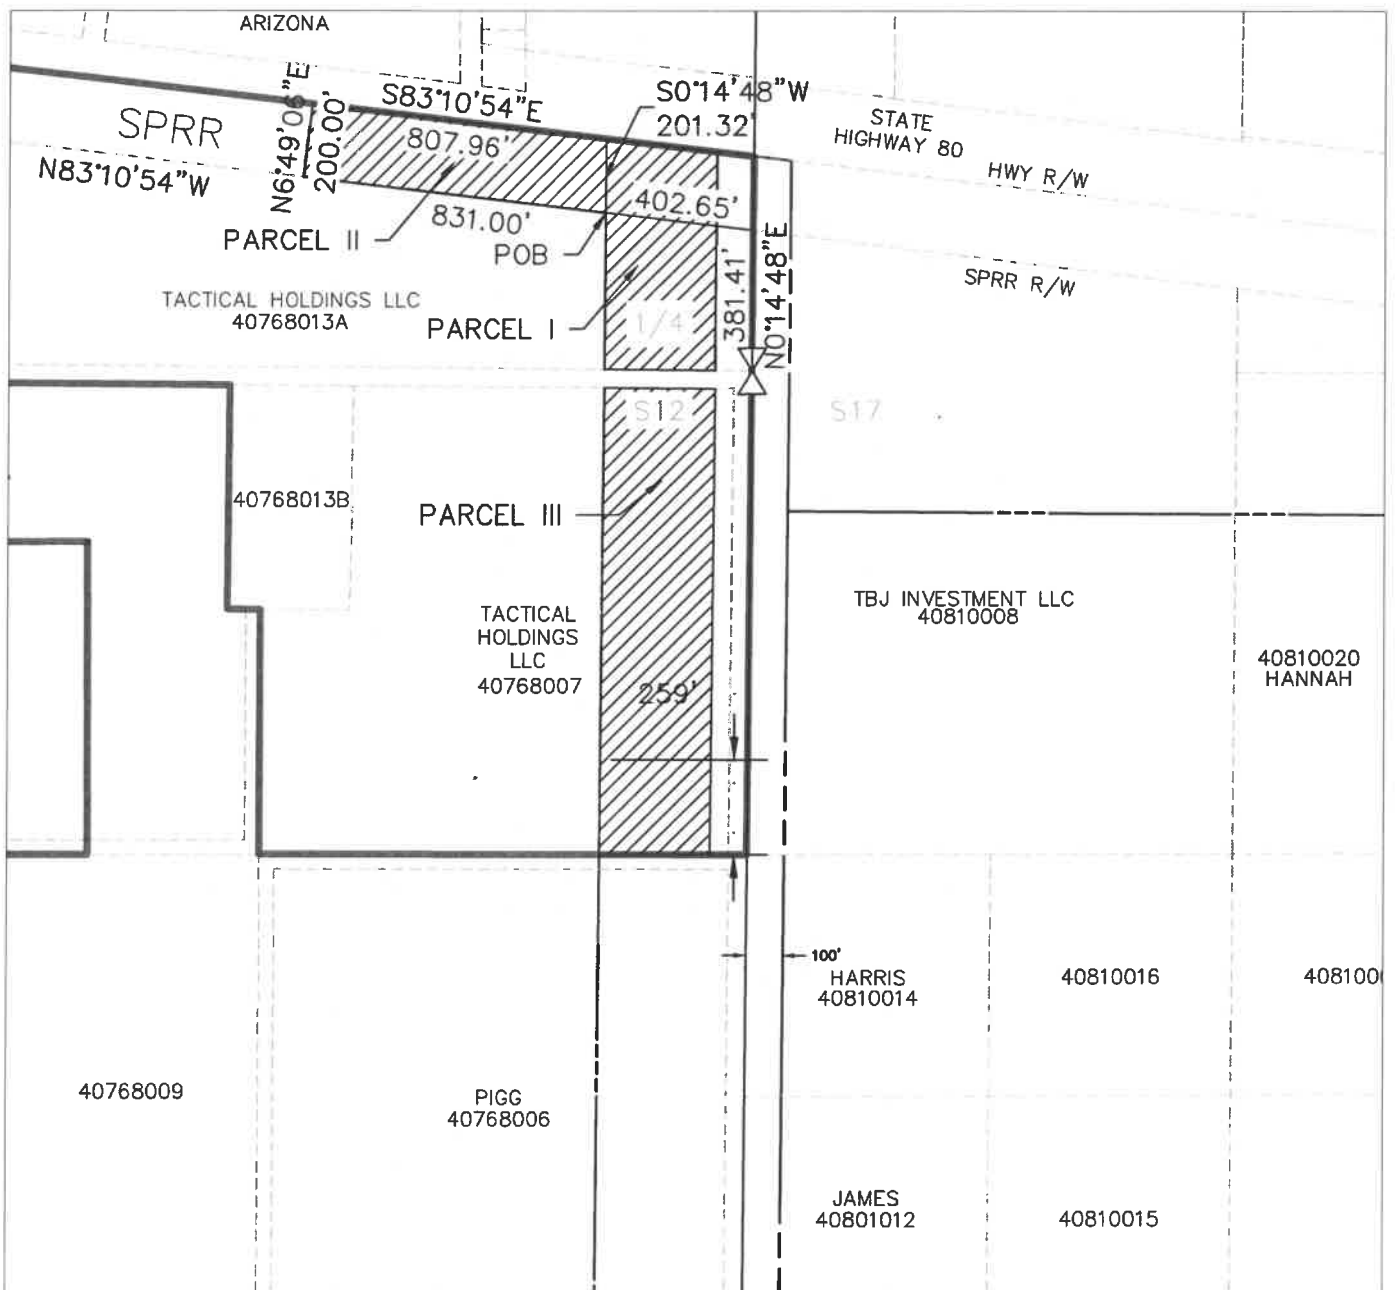 ARIZONA
S83°10'54"E
S0°14'48"W
201.32'
N6°49'06"E
200.00'
SPRR
807.96'
STATE
HIGHWAY 80
HWY R/W
N83°10'54"W
831.00'
402.65'
PARCEL II
POB
381.41'
N0°14'48"E
SPRR R/W
TACTICAL HOLDINGS LLC
40768013A
PARCEL I
1/4
S12
S17
40768013B
PARCEL III
TACTICAL
HOLDINGS
LLC
40768007
259'
TBJ INVESTMENT LLC
40810008
40810020
HANNAH
100'
HARRIS
40810014
40810016
408100
40768009
PIGG
40768006
JAMES
40801012
40810015